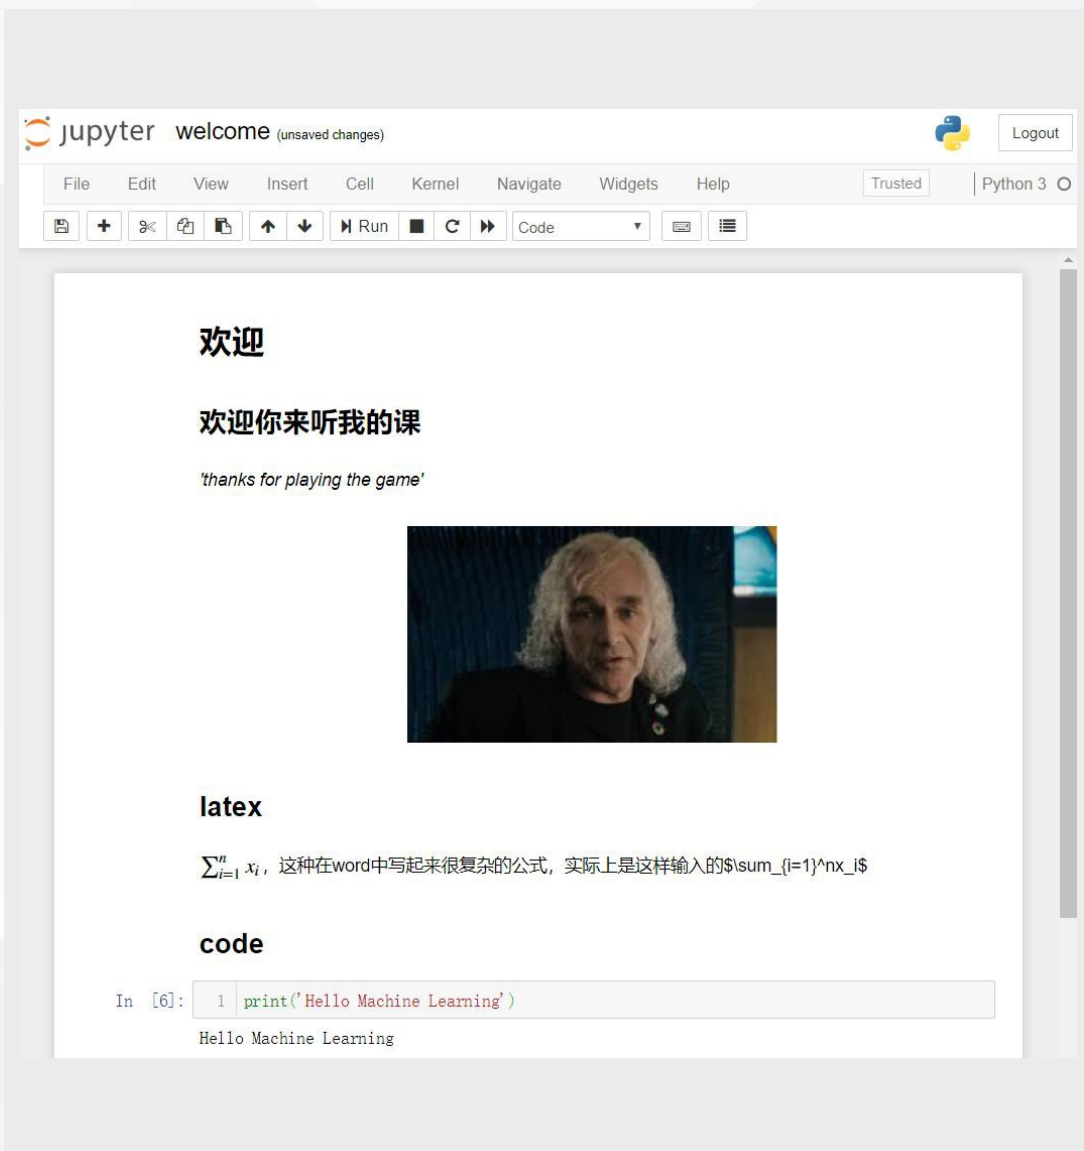 jupyter welcome (unsaved changes) Logout
File Edit View Insert Cell Kernel Navigate Widgets Help Trusted Python 3
Run Code
欢迎
欢迎你来听我的课
'thanks for playing the game'
latex
∑ⁿᵢ₌₁ xᵢ，这种在word中写起来很复杂的公式，实际上是这样输入的$\sum_{i=1}^nx_i$
code
In [6]: 1 print('Hello Machine Learning')
Hello Machine Learning